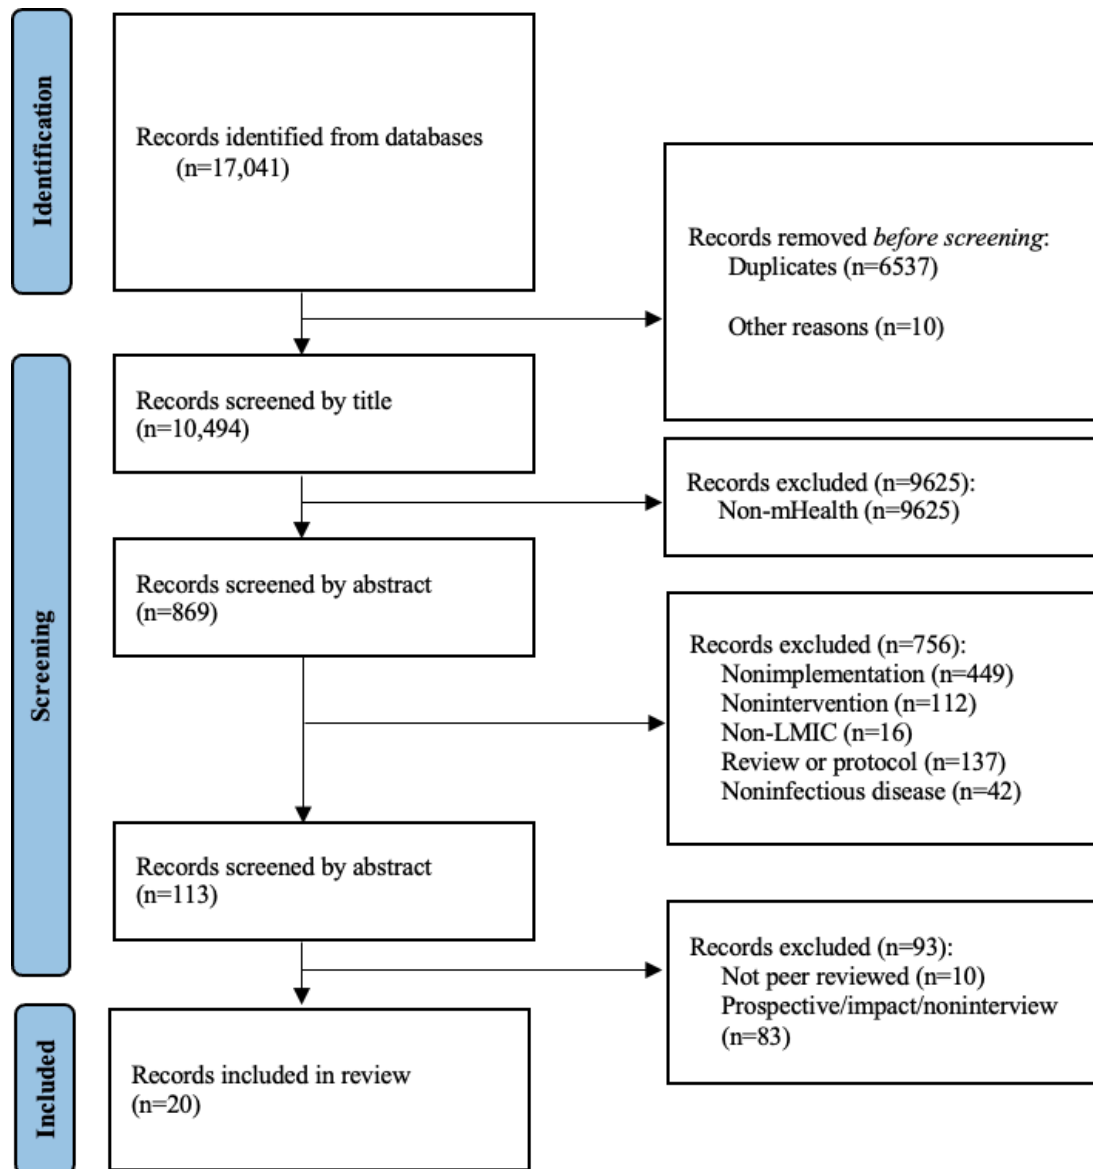 Identification
Records identified from databases
(n=17,041)
Records removed before screening:
Duplicates (n=6537)
Other reasons (n=10)
Screening
Records screened by title
(n=10,494)
Records excluded (n=9625):
Non-mHealth (n=9625)
Records screened by abstract
(n=869)
Records excluded (n=756):
Nonimplementation (n=449)
Nonintervention (n=112)
Non-LMIC (n=16)
Review or protocol (n=137)
Noninfectious disease (n=42)
Records screened by abstract
(n=113)
Records excluded (n=93):
Not peer reviewed (n=10)
Prospective/impact/noninterview
(n=83)
Included
Records included in review
(n=20)